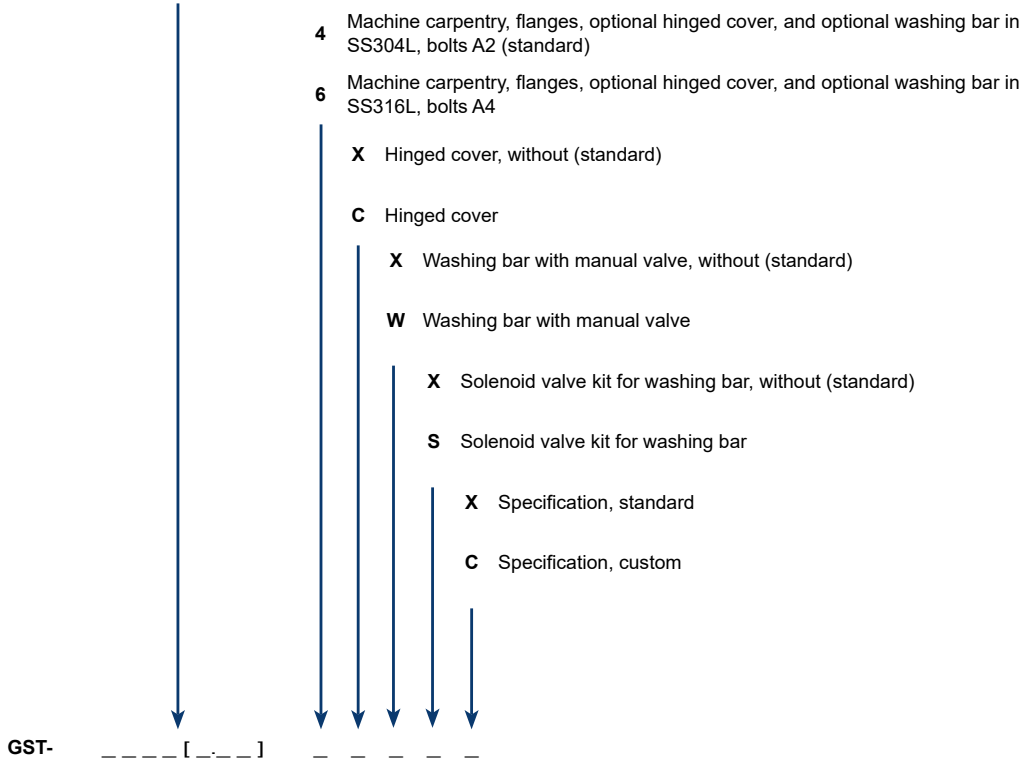 4 Machine carpentry, flanges, optional hinged cover, and optional washing bar in
SS304L, bolts A2 (standard)
6 Machine carpentry, flanges, optional hinged cover, and optional washing bar in
SS316L, bolts A4
X Hinged cover, without (standard)
C Hinged cover
X Washing bar with manual valve, without (standard)
W Washing bar with manual valve
X Solenoid valve kit for washing bar, without (standard)
S Solenoid valve kit for washing bar
X Specification, standard
C Specification, custom
GST- _ _ _ _ [ _._ _ ] _ _ _ _ _